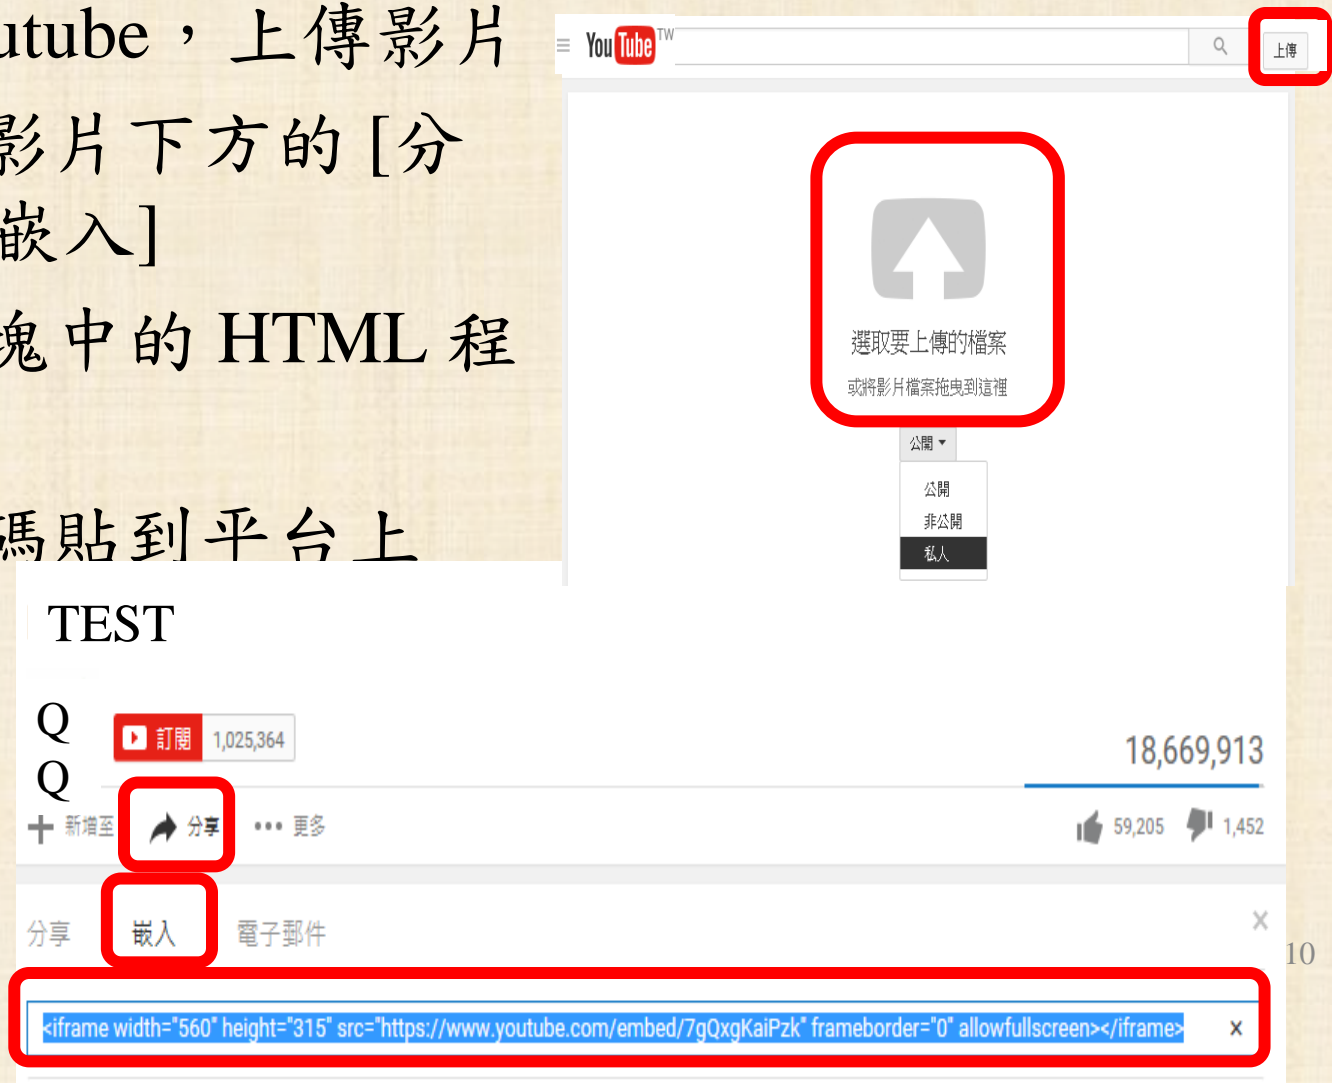 utube，上傳影片
影片下方的 [分
嵌入]
塊中的 HTML 程
碼貼到平台上
YouTube TW
上傳
選取要上傳的檔案
或將影片檔案拖曳到這裡
公開
公開
非公開
私人
TEST
Q
Q
訂閱 1,025,364
18,669,913
新增至 分享 更多
59,205 1,452
分享 嵌入 電子郵件
10
<iframe width="560" height="315" src="https://www.youtube.com/embed/7gQxgKaiPzk" frameborder="0" allowfullscreen></iframe>